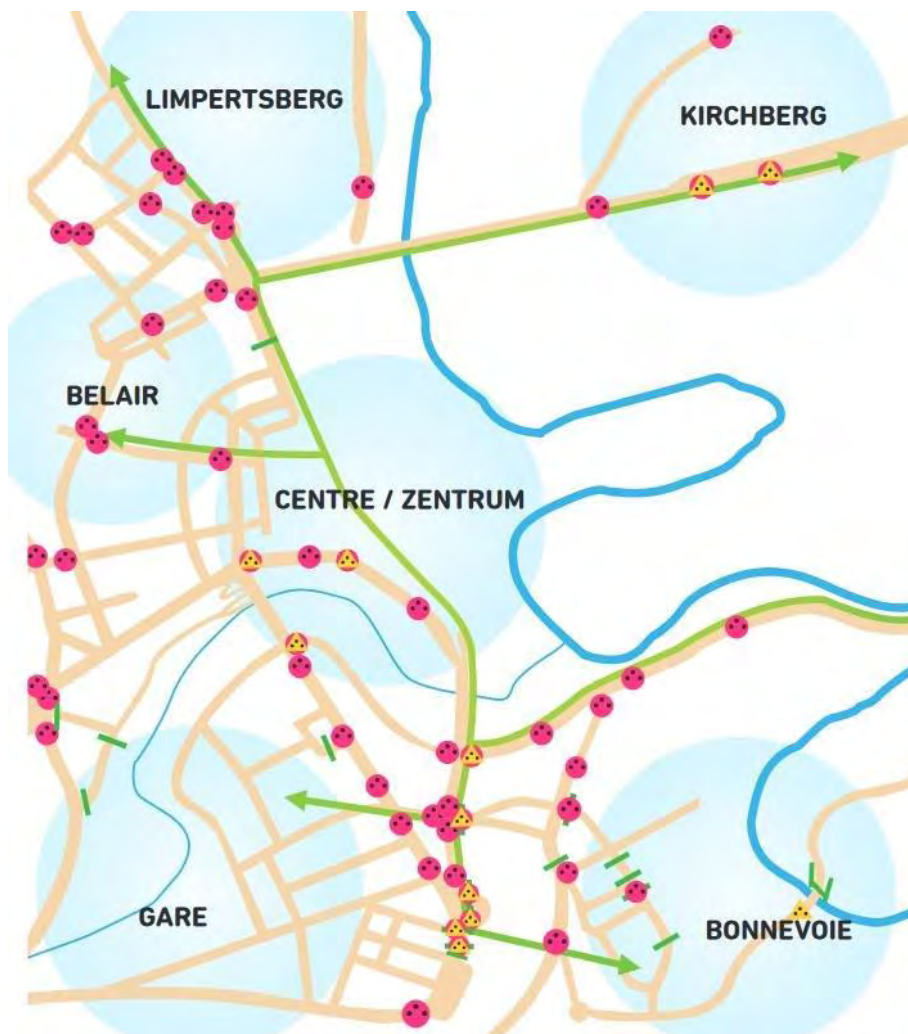 LIMPERTSBERG
KIRCHBERG
BELAIR
CENTRE / ZENTRUM
GARE
BONNEVOIE